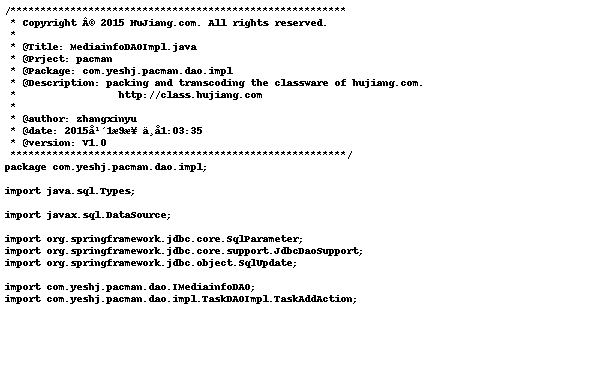 /********************************************************
 * Copyright Â© 2015 HuJiang.com. All rights reserved.
 *
 * @Title: MediainfoDAOImpl.java
 * @Prject: pacman
 * @Package: com.yeshj.pacman.dao.impl
 * @Description: packing and transcoding the classware of hujiang.com.
 *                 http://class.hujiang.com
 *
 * @author: zhangxinyu
 * @date: 2015å¹´1æ9æ¥ ä¸å1:03:35
 * @version: V1.0
 ********************************************************/
package com.yeshj.pacman.dao.impl;
import java.sql.Types;
import javax.sql.DataSource;
import org.springframework.jdbc.core.SqlParameter;
import org.springframework.jdbc.core.support.JdbcDaoSupport;
import org.springframework.jdbc.object.SqlUpdate;
import com.yeshj.pacman.dao.IMediainfoDAO;
import com.yeshj.pacman.dao.impl.TaskDAOImpl.TaskAddAction;